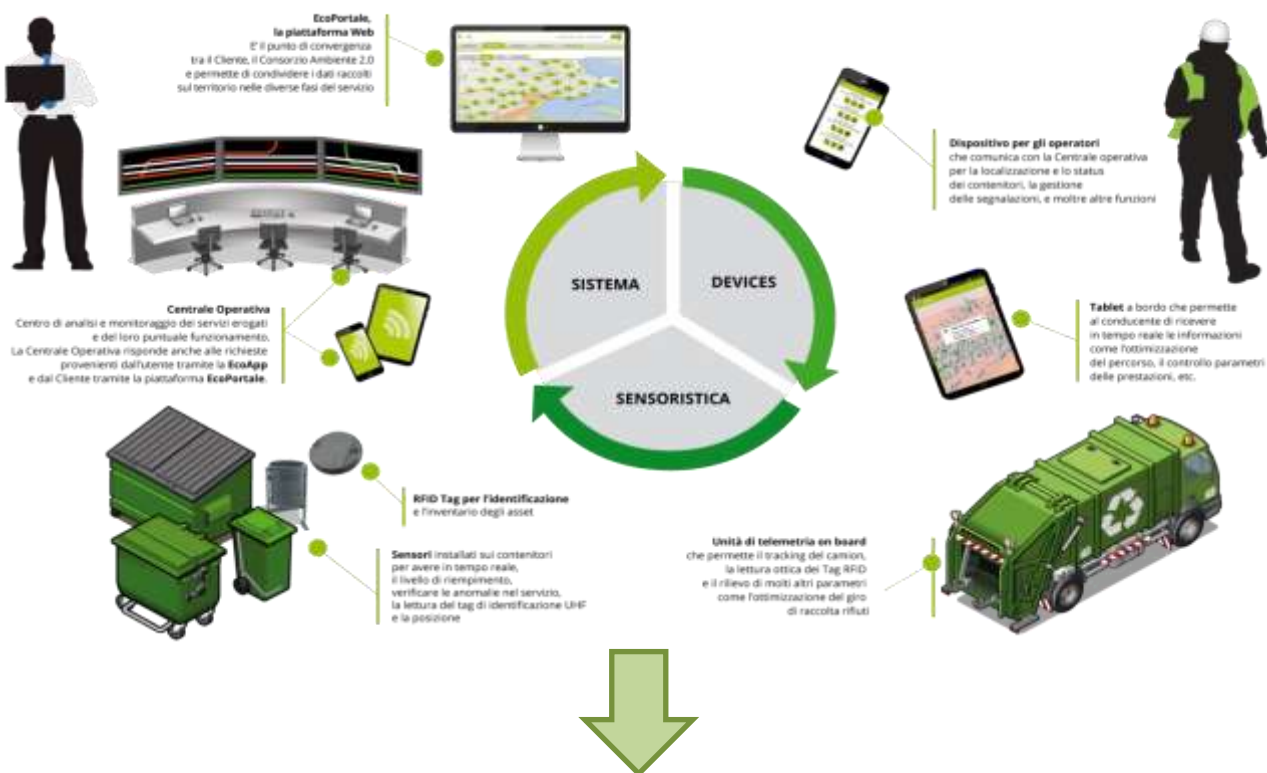 EcoPortale,
la piattaforma Web
E' il punto di convergenza
tra il Cliente, il Consorzio Ambiente 2.0
e permette di condividere i dati raccolti
sul territorio nelle diverse fasi del servizio
Dispositivo per gli operatori
che comunica con la Centrale operativa
per la localizzazione e lo status
dei contenitori, la gestione
delle segnalazioni, e moltre altre funzioni
SISTEMA
DEVICES
SENSORISTICA
Centrale Operativa
Centro di analisi e monitoraggio dei servizi erogati
e del loro puntuale funzionamento.
La Centrale Operativa risponde anche alle richieste
provenienti dall'utente tramite la EcoApp
e dal Cliente tramite la piattaforma EcoPortale.
Tablet a bordo che permette
al conducente di ricevere
in tempo reale le informazioni
come l'ottimizzazione
del percorso, il controllo parametri
delle prestazioni, etc.
RFID Tag per l'identificazione
e l'inventario degli asset
Sensori installati sui contenitori
per avere in tempo reale,
il livello di riempimento,
verificare le anomalie nel servizio,
la lettura del tag di identificazione UHF
e la posizione
Unità di telemetria on board
che permette il tracking del camion,
la lettura ottica dei Tag RFID
e il rilievo di molti altri parametri
come l'ottimizzazione del giro
di raccolta rifiuti